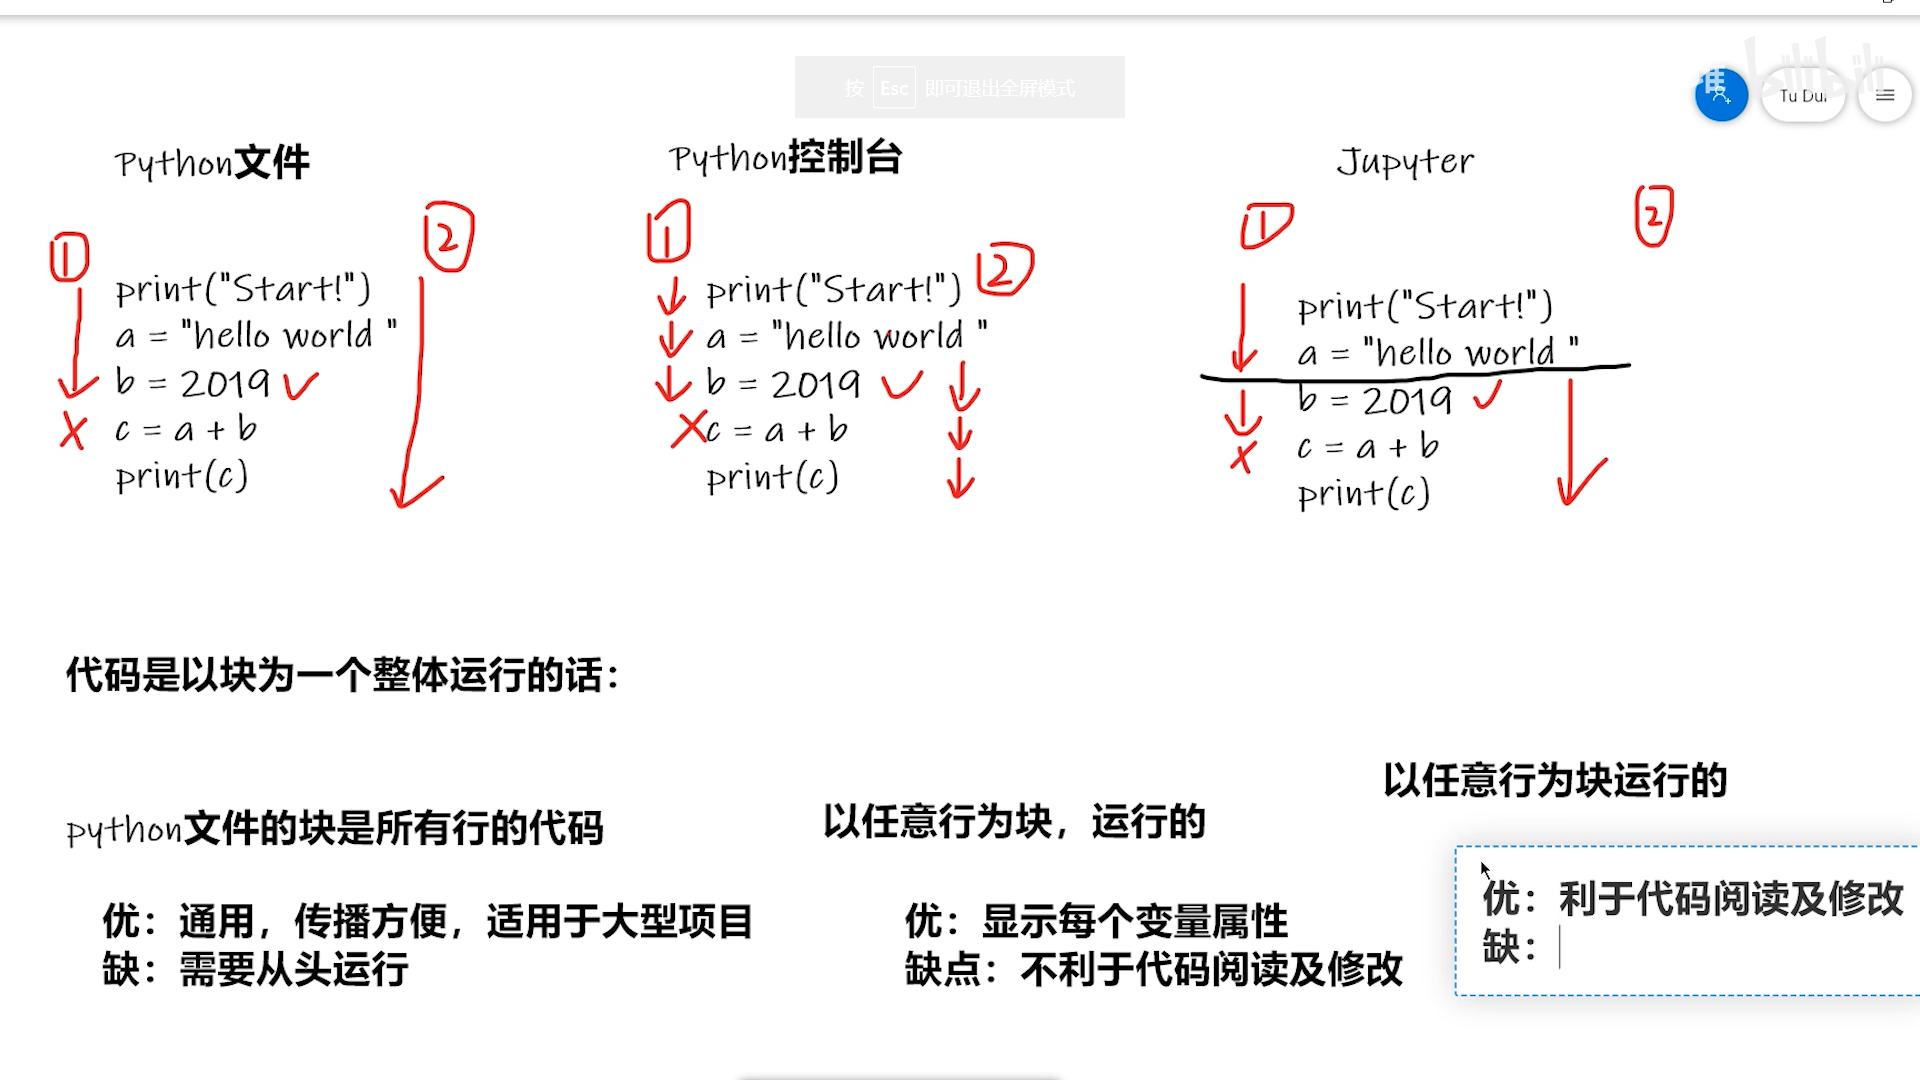 按 Esc 即可退出全屏模式
bilibili
Tu Dui
Python文件
① ②
print("Start!")
a = "hello world "
b = 2019 ✓
× c = a + b
print(c)
Python控制台
① ②
print("Start!")
a = "hello world "
b = 2019 ✓
× c = a + b
print(c)
Jupyter
① ②
print("Start!")
a = "hello world "
b = 2019 ✓
× c = a + b
print(c)
代码是以块为一个整体运行的话：
python文件的块是所有行的代码
优：通用，传播方便，适用于大型项目
缺：需要从头运行
以任意行为块，运行的
优：显示每个变量属性
缺点：不利于代码阅读及修改
以任意行为块运行的
优：利于代码阅读及修改
缺：